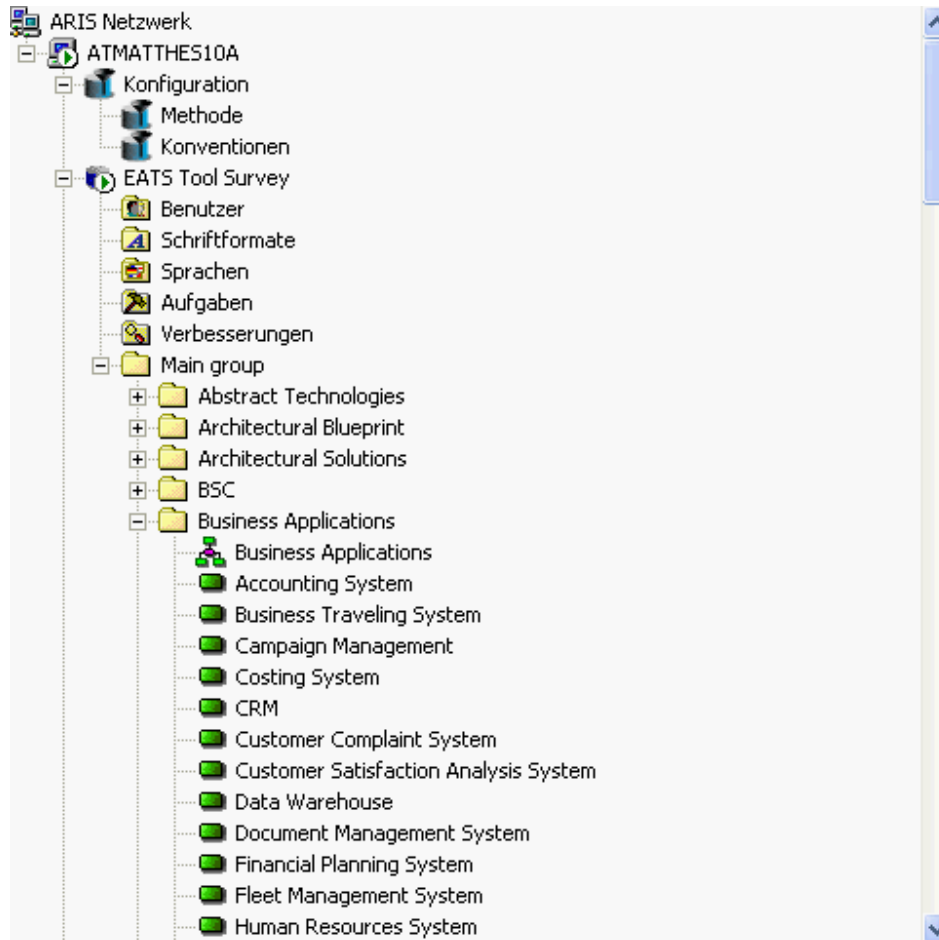 ARIS Netzwerk
ATMATTHES10A
Konfiguration
Methode
Konventionen
EATS Tool Survey
Benutzer
Schriftformate
Sprachen
Aufgaben
Verbesserungen
Main group
Abstract Technologies
Architectural Blueprint
Architectural Solutions
BSC
Business Applications
Business Applications
Accounting System
Business Traveling System
Campaign Management
Costing System
CRM
Customer Complaint System
Customer Satisfaction Analysis System
Data Warehouse
Document Management System
Financial Planning System
Fleet Management System
Human Resources System